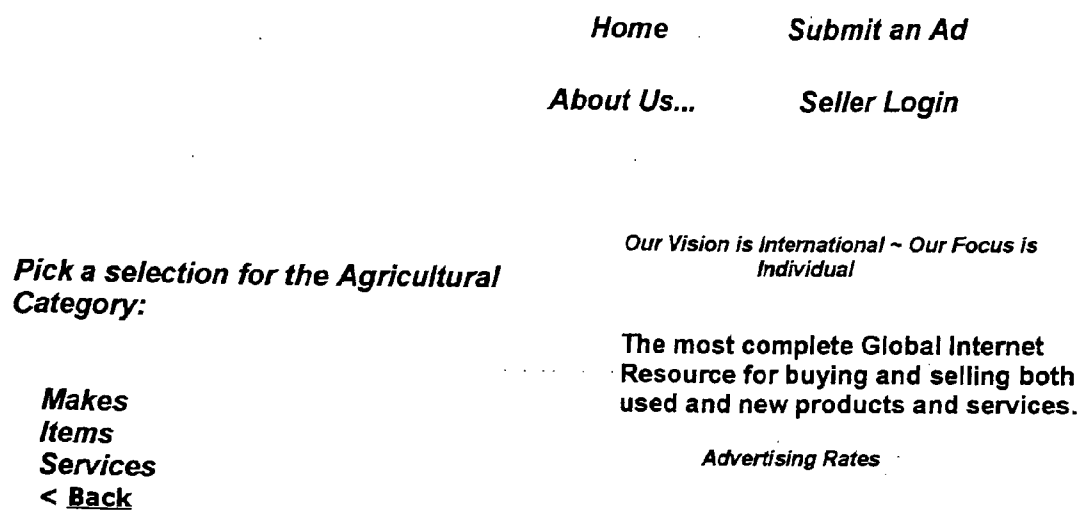 Home Submit an Ad
About Us... Seller Login
Our Vision is International ~ Our Focus is
Individual
Pick a selection for the Agricultural
Category:
The most complete Global Internet
Resource for buying and selling both
used and new products and services.
Makes
Items
Services
< Back
Advertising Rates